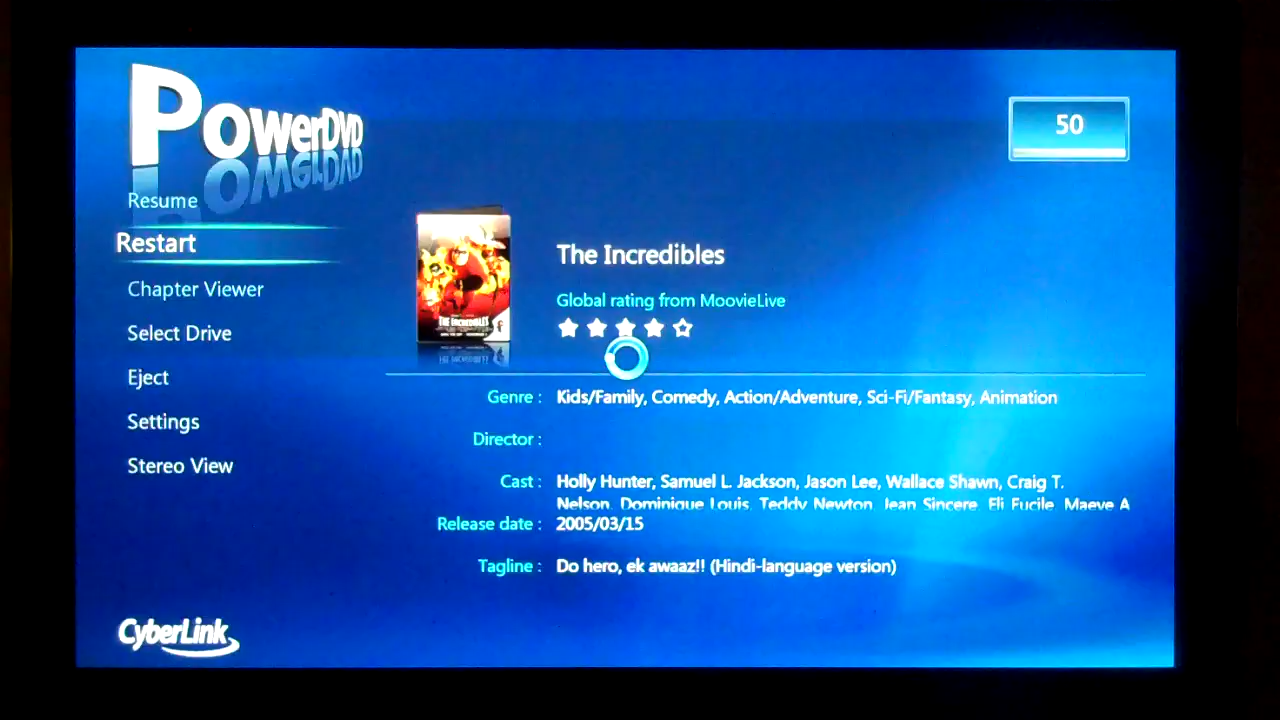 PowerDVD
50
Resume
Restart
Chapter Viewer
Select Drive
Eject
Settings
Stereo View
THE INCREDIBLES
The Incredibles
Global rating from MoovieLive
Genre : Kids/Family, Comedy, Action/Adventure, Sci-Fi/Fantasy, Animation
Director :
Cast : Holly Hunter, Samuel L. Jackson, Jason Lee, Wallace Shawn, Craig T.
Nelson, Dominique Louis, Teddy Newton, Jean Sincere, Eli Fucile, Maeve A
Release date : 2005/03/15
Tagline : Do hero, ek awaaz!! (Hindi-language version)
CyberLink